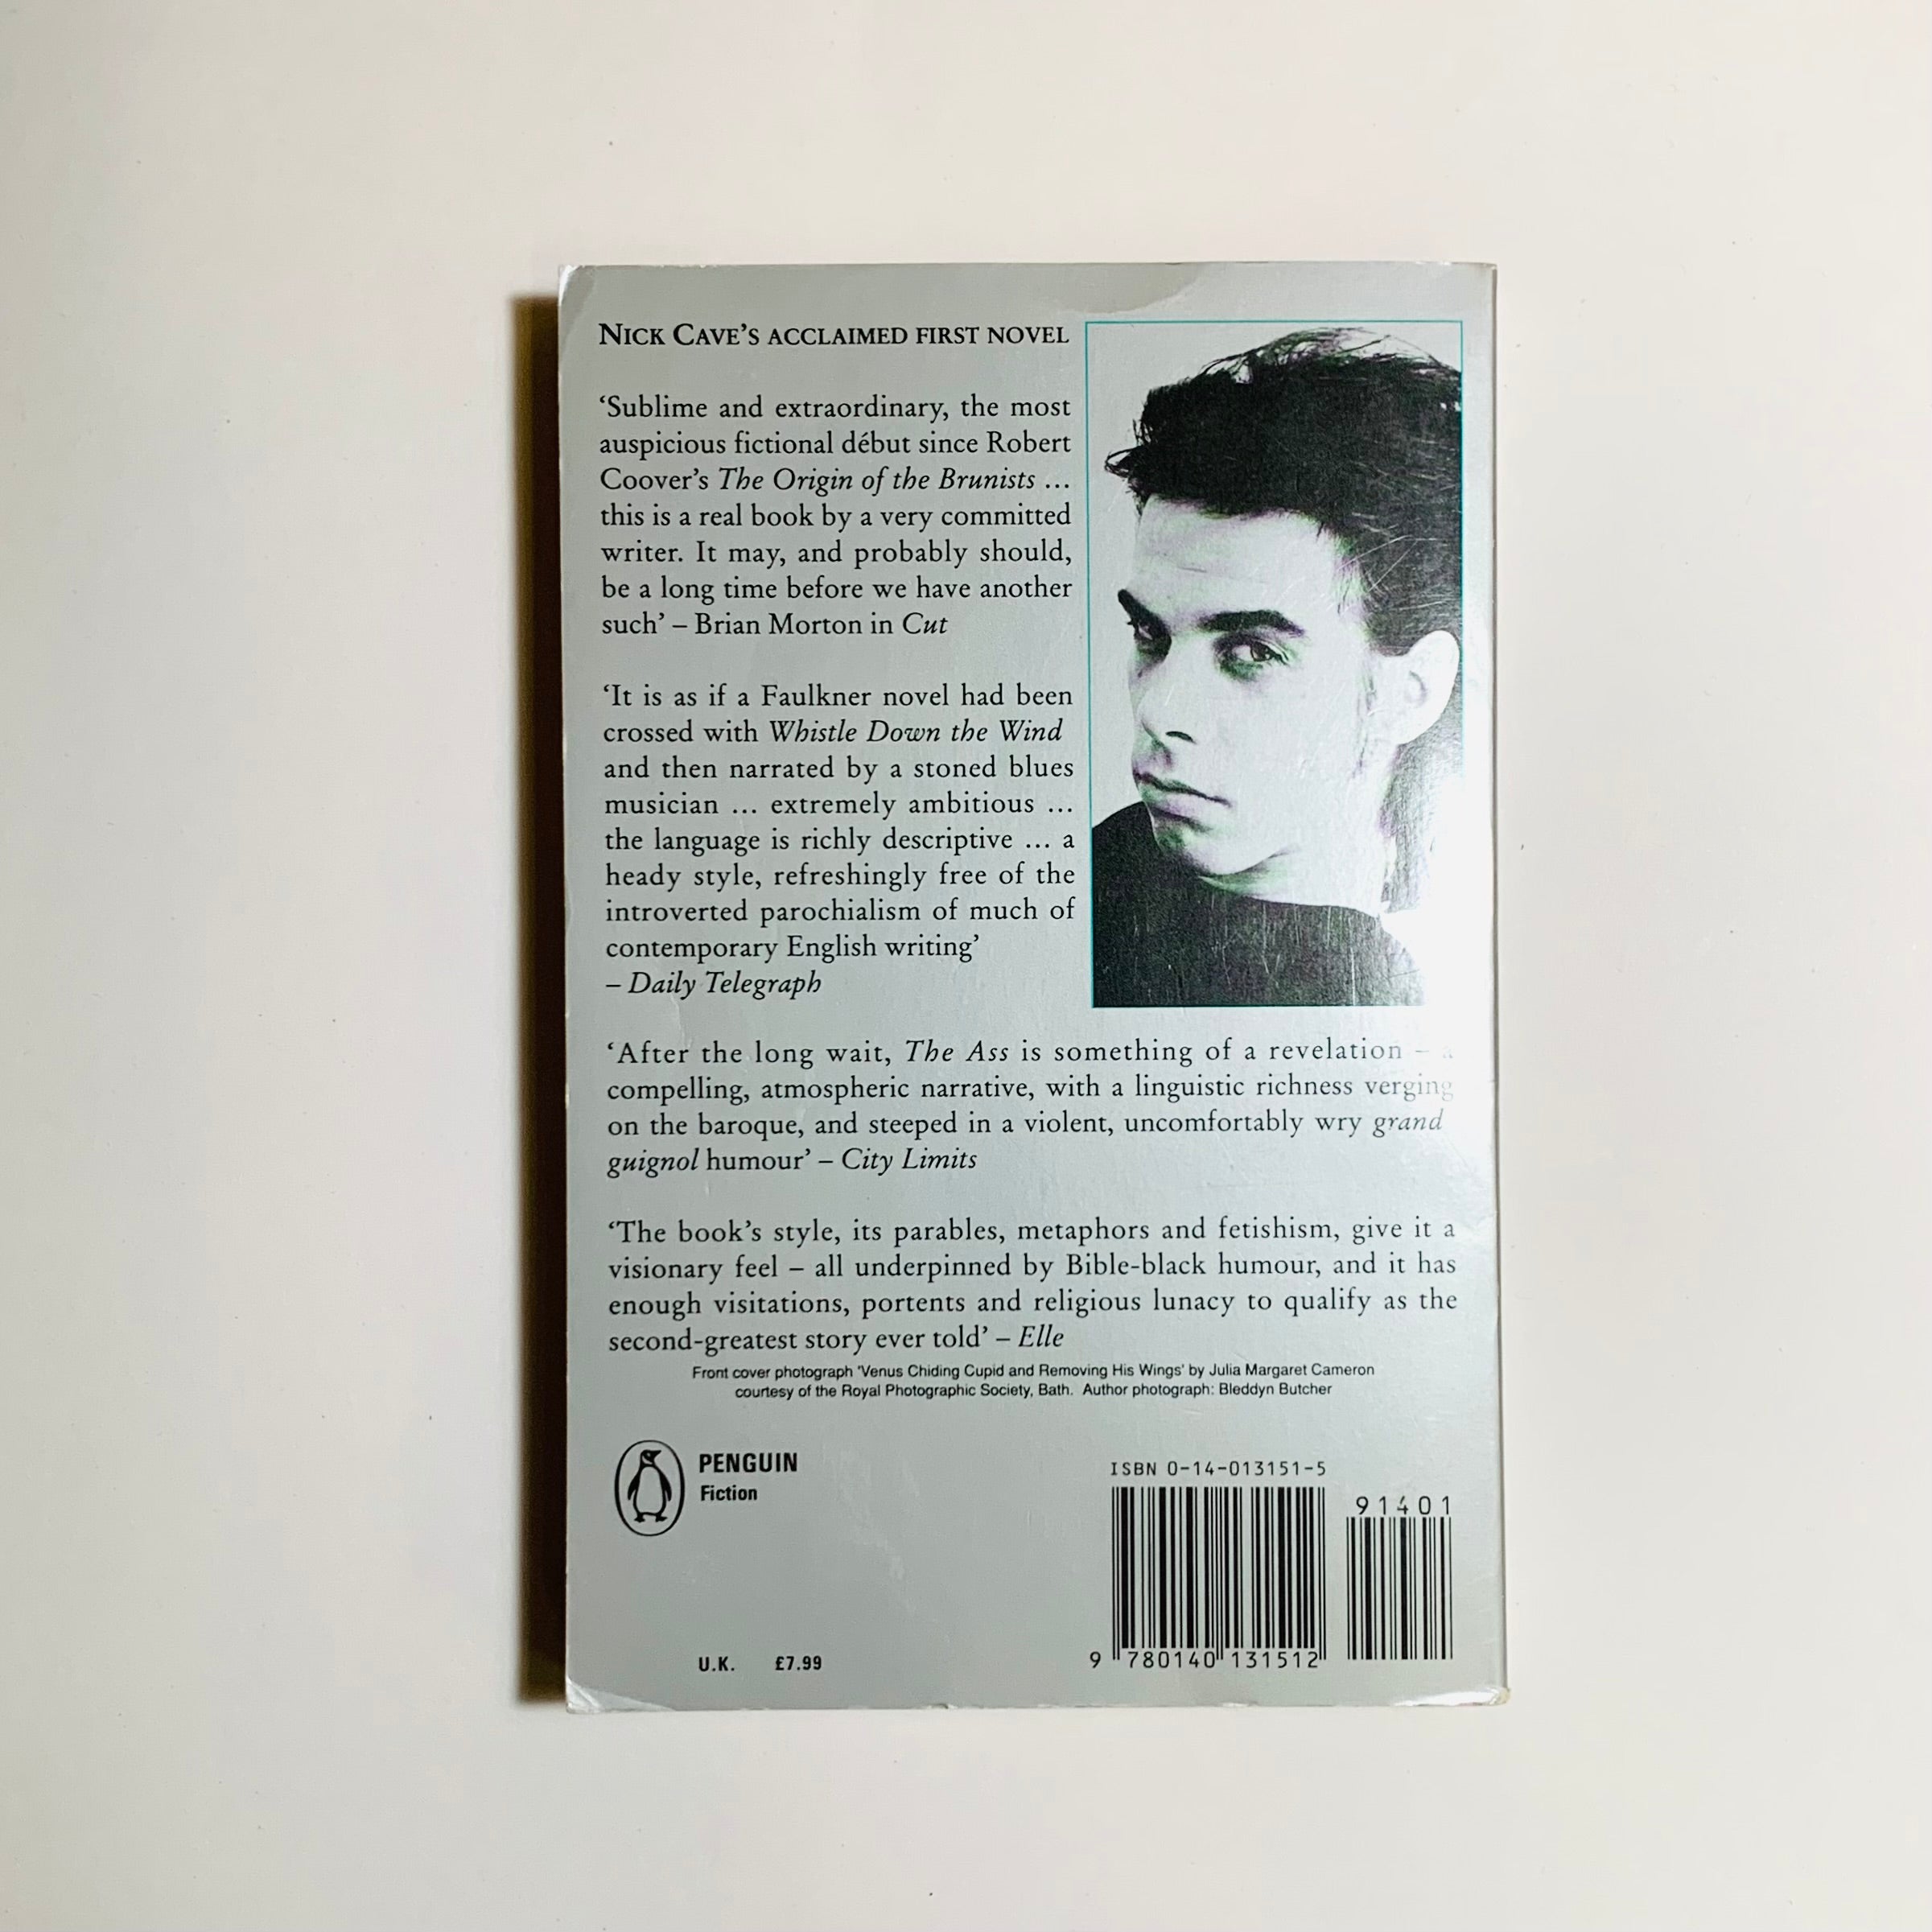 NICK CAVE'S ACCLAIMED FIRST NOVEL
‘Sublime and extraordinary, the most
auspicious fictional début since Robert
Coover’s The Origin of the Brunists …
this is a real book by a very committed
writer. It may, and probably should,
be a long time before we have another
such’ – Brian Morton in Cut
‘It is as if a Faulkner novel had been
crossed with Whistle Down the Wind
and then narrated by a stoned blues
musician … extremely ambitious …
the language is richly descriptive … a
heady style, refreshingly free of the
introverted parochialism of much of
contemporary English writing’
– Daily Telegraph
‘After the long wait, The Ass is something of a revelation – a
compelling, atmospheric narrative, with a linguistic richness verging
on the baroque, and steeped in a violent, uncomfortably wry grand
guignol humour’ – City Limits
‘The book’s style, its parables, metaphors and fetishism, give it a
visionary feel – all underpinned by Bible-black humour, and it has
enough visitations, portents and religious lunacy to qualify as the
second-greatest story ever told’ – Elle
Front cover photograph 'Venus Chiding Cupid and Removing His Wings' by Julia Margaret Cameron
courtesy of the Royal Photographic Society, Bath. Author photograph: Bleddyn Butcher
PENGUIN
Fiction
ISBN 0-14-013151-5
91401
9 780140 131512
U.K. £7.99